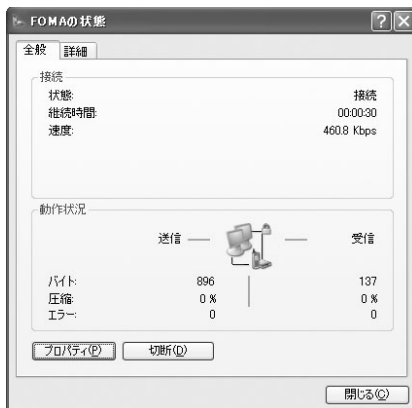 FOMAの状態
全般 詳細
接続
状態: 接続
継続時間: 00:00:30
速度: 460.8 Kbps
動作状況
送信 受信
バイト: 896 137
圧縮: 0 % 0 %
エラー: 0 0
プロパティ(P) 切断(D)
閉じる(C)